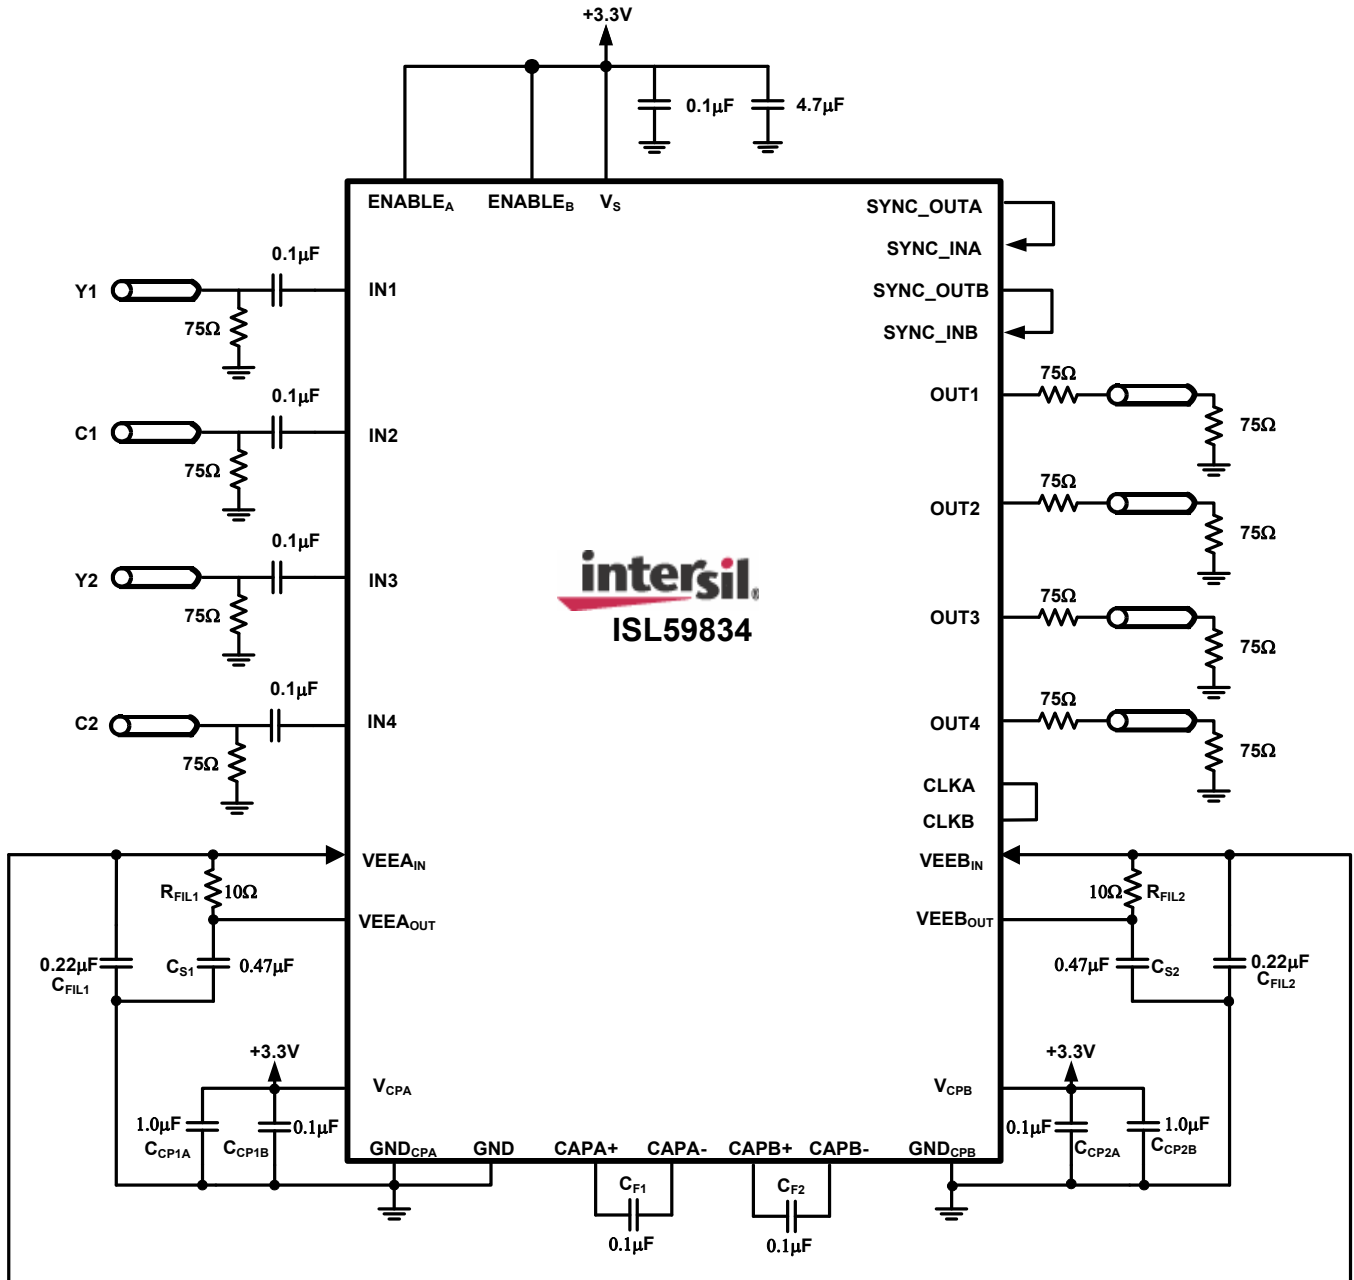 +3.3V
0.1µF
4.7µF
ENABLEA
ENABLEB
VS
SYNC_OUTA
SYNC_INA
SYNC_OUTB
SYNC_INB
0.1µF
Y1
IN1
75Ω
0.1µF
C1
IN2
75Ω
0.1µF
Y2
IN3
75Ω
0.1µF
C2
IN4
75Ω
OUT1
75Ω
75Ω
OUT2
75Ω
75Ω
OUT3
75Ω
75Ω
OUT4
75Ω
75Ω
intersil®
ISL59834
CLKA
CLKB
VEEAIN
VEEBIN
RFIL1
10Ω
10Ω
RFIL2
VEEAOUT
VEEBOUT
0.22µF
CFIL1
CS1
0.47µF
0.47µF
CS2
0.22µF
CFIL2
+3.3V
VCPA
1.0µF
CCP1A
CCP1B
0.1µF
+3.3V
VCPB
0.1µF
CCP2A
1.0µF
CCP2B
GNDCPA
GND
CAPA+
CAPA-
CAPB+
CAPB-
GNDCPB
CF1
0.1µF
CF2
0.1µF